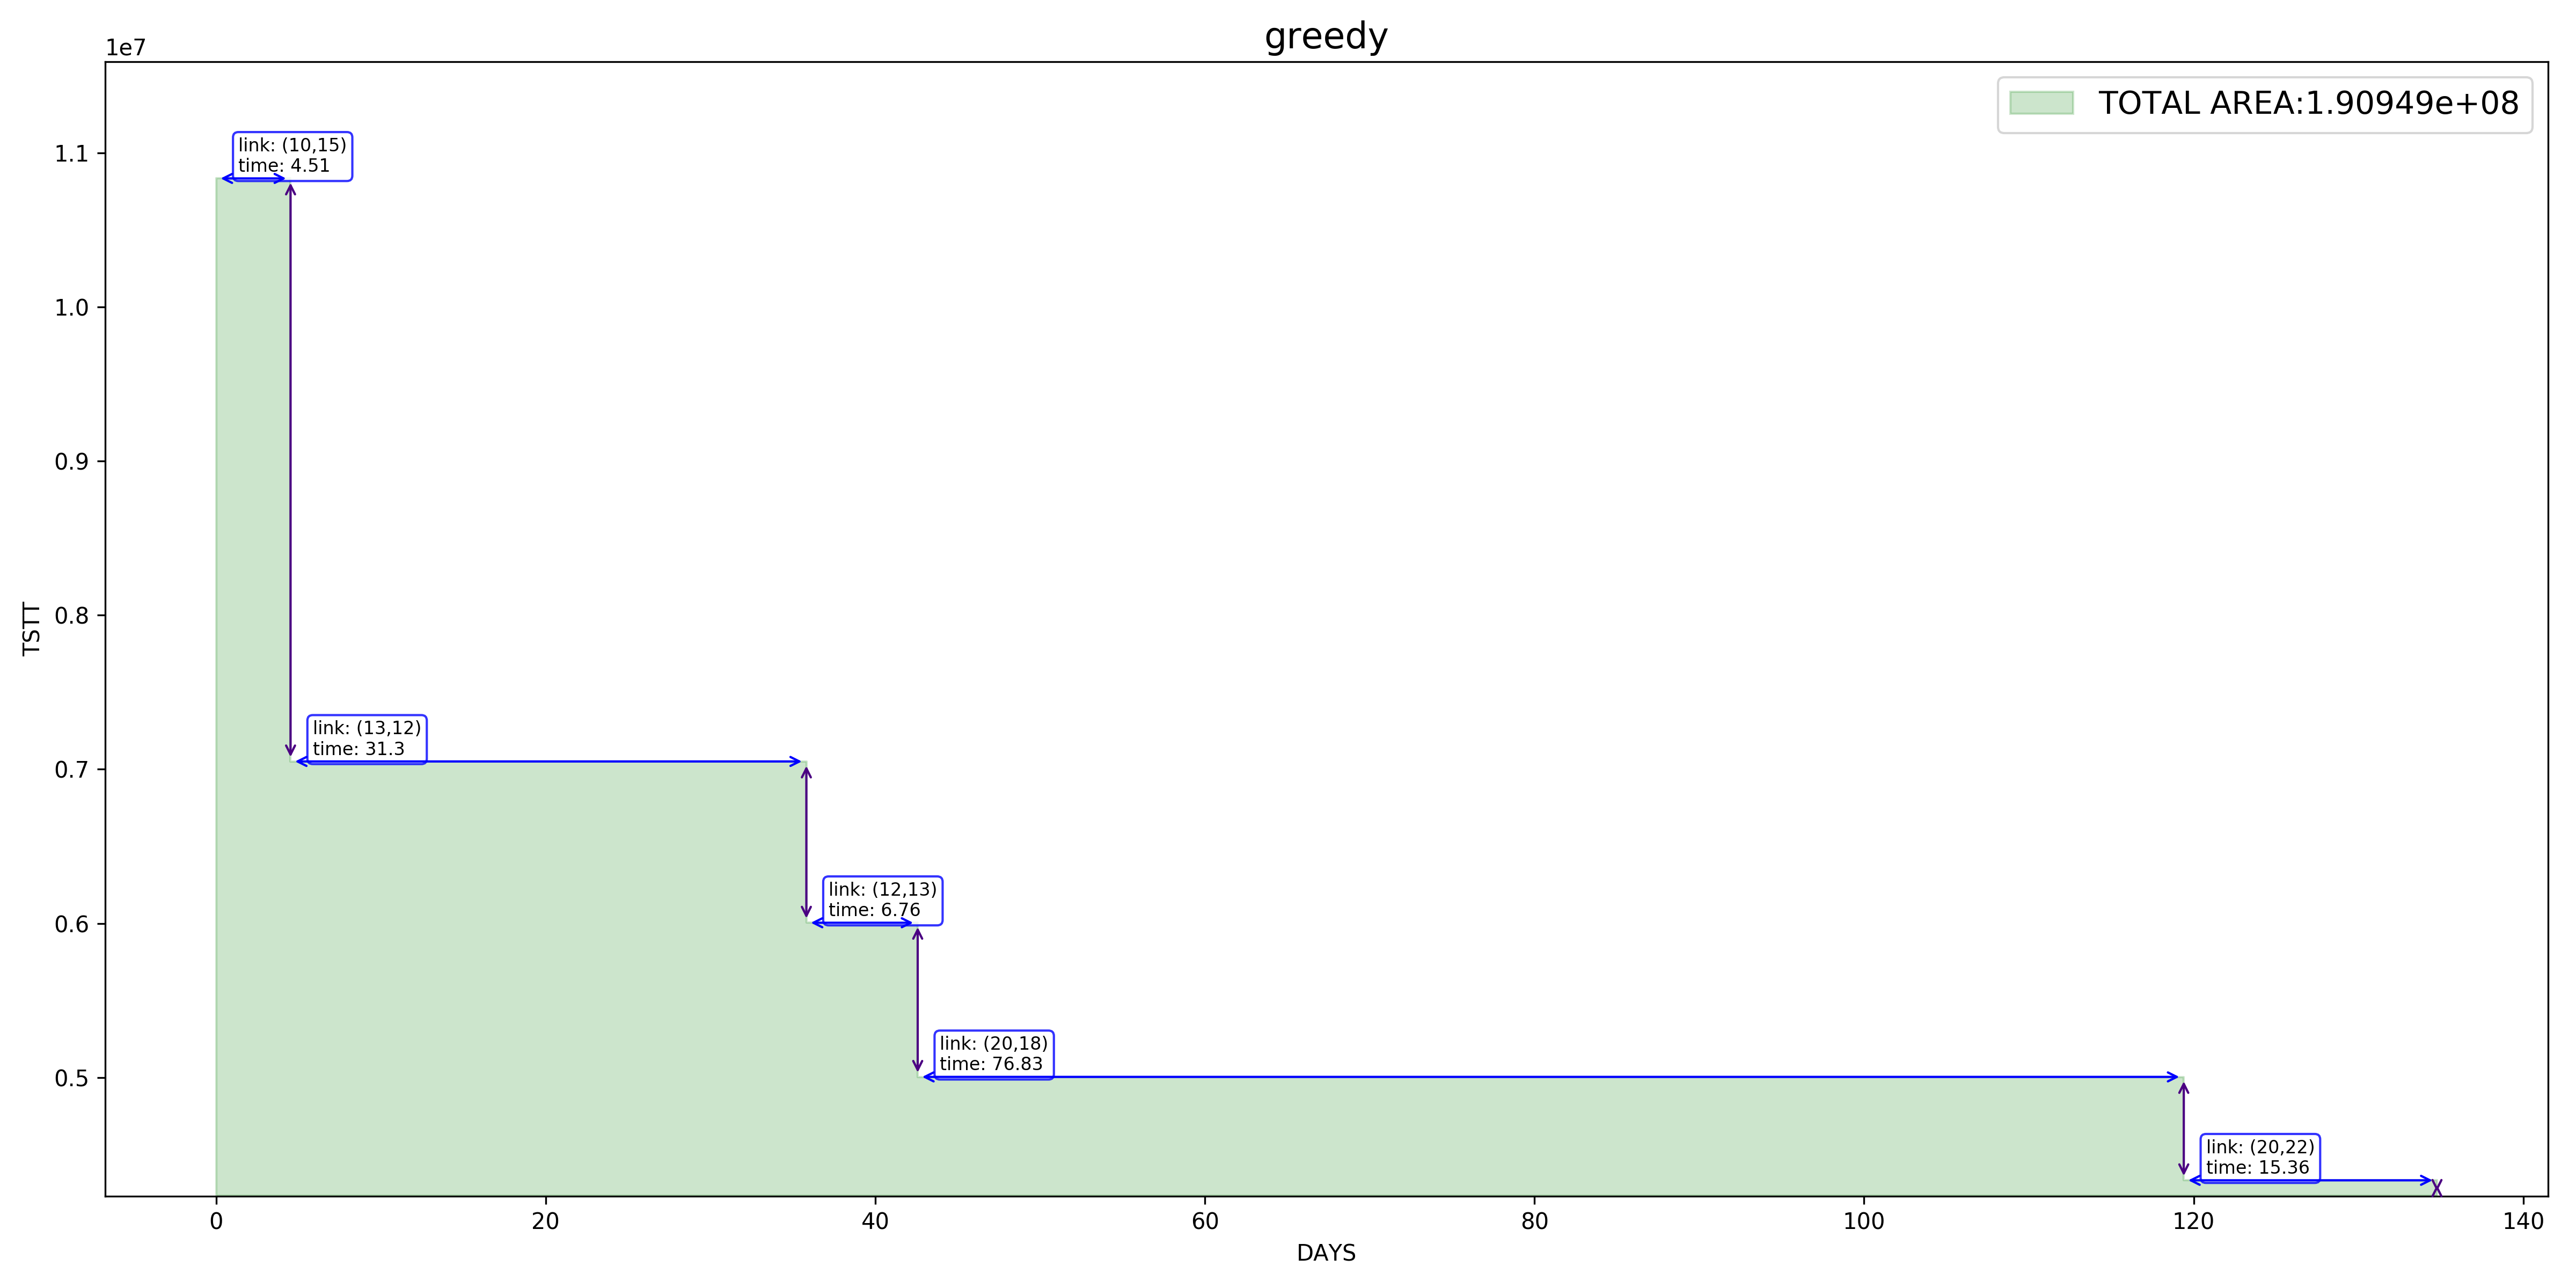 greedy
1e7
TOTAL AREA:1.90949e+08
1.1
1.0
0.9
0.8
0.7
0.6
0.5
TSTT
link: (10,15)
time: 4.51
link: (13,12)
time: 31.3
link: (12,13)
time: 6.76
link: (20,18)
time: 76.83
link: (20,22)
time: 15.36
0 20 40 60 80 100 120 140
DAYS